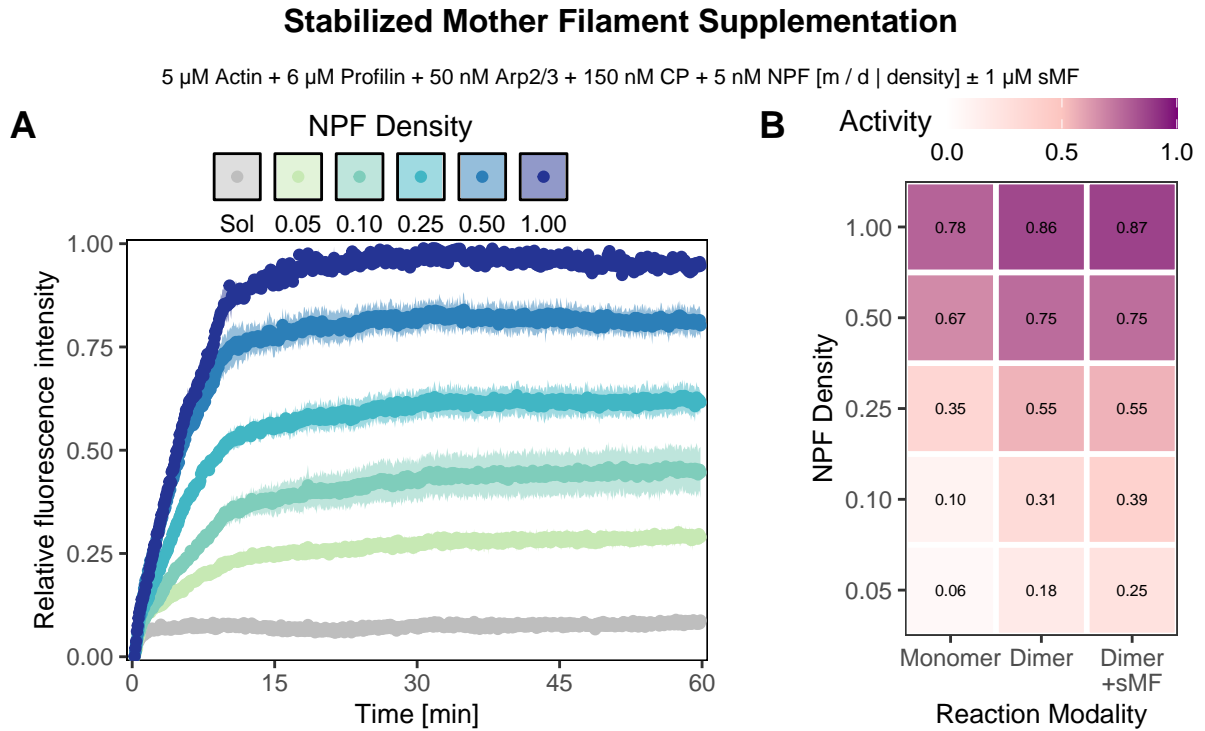 Stabilized Mother Filament Supplementation
5 µM Actin + 6 µM Profilin + 50 nM Arp2/3 + 150 nM CP + 5 nM NPF [m / d | density] ± 1 µM sMF
A
NPF Density
Sol 0.05 0.10 0.25 0.50 1.00
Relative fluorescence intensity
1.00
0.75
0.50
0.25
0.00
0 15 30 45 60
Time [min]
B
Activity
0.0 0.5 1.0
NPF Density
1.00 0.78 0.86 0.87
0.50 0.67 0.75 0.75
0.25 0.35 0.55 0.55
0.10 0.10 0.31 0.39
0.05 0.06 0.18 0.25
Monomer Dimer Dimer
+sMF
Reaction Modality